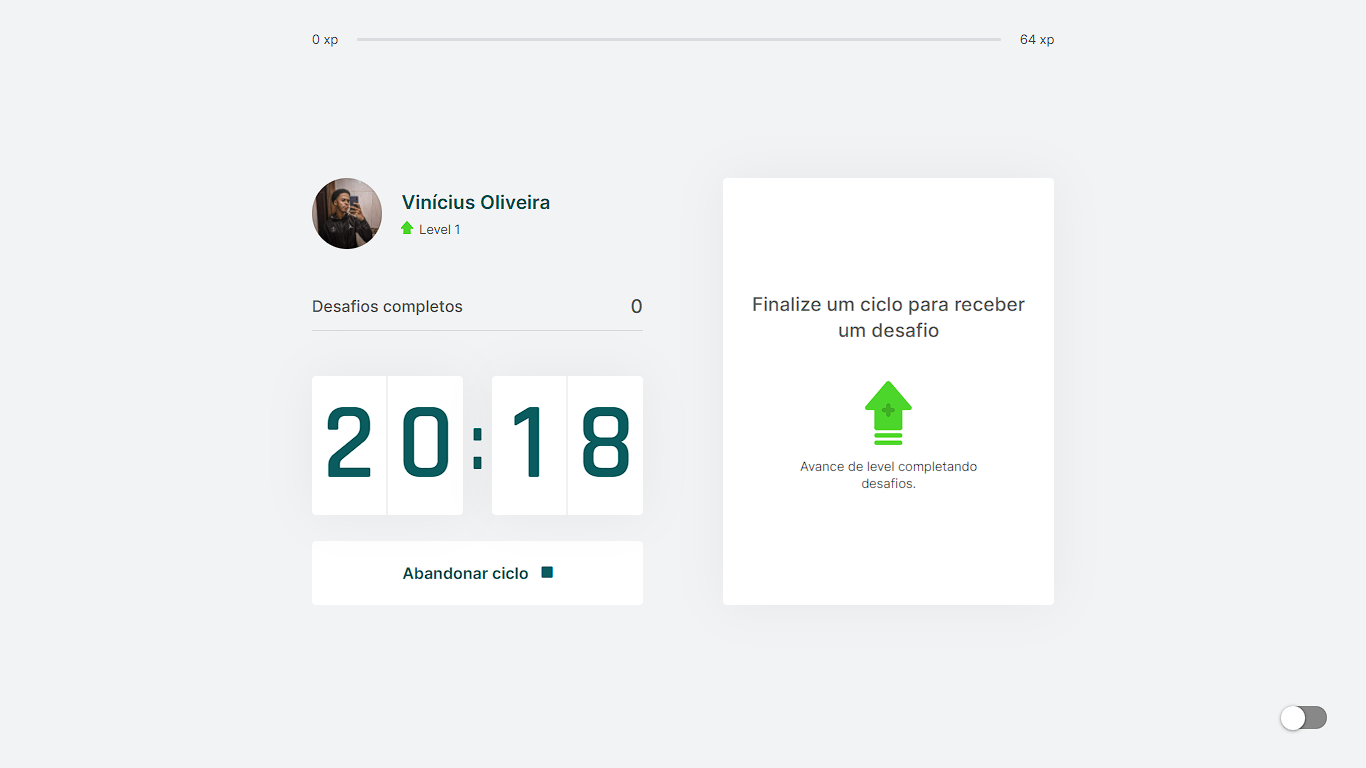 0 xp
64 xp
Vinícius Oliveira
Level 1
Desafios completos
0
20:18
Abandonar ciclo
Finalize um ciclo para receber
um desafio
Avance de level completando
desafios.